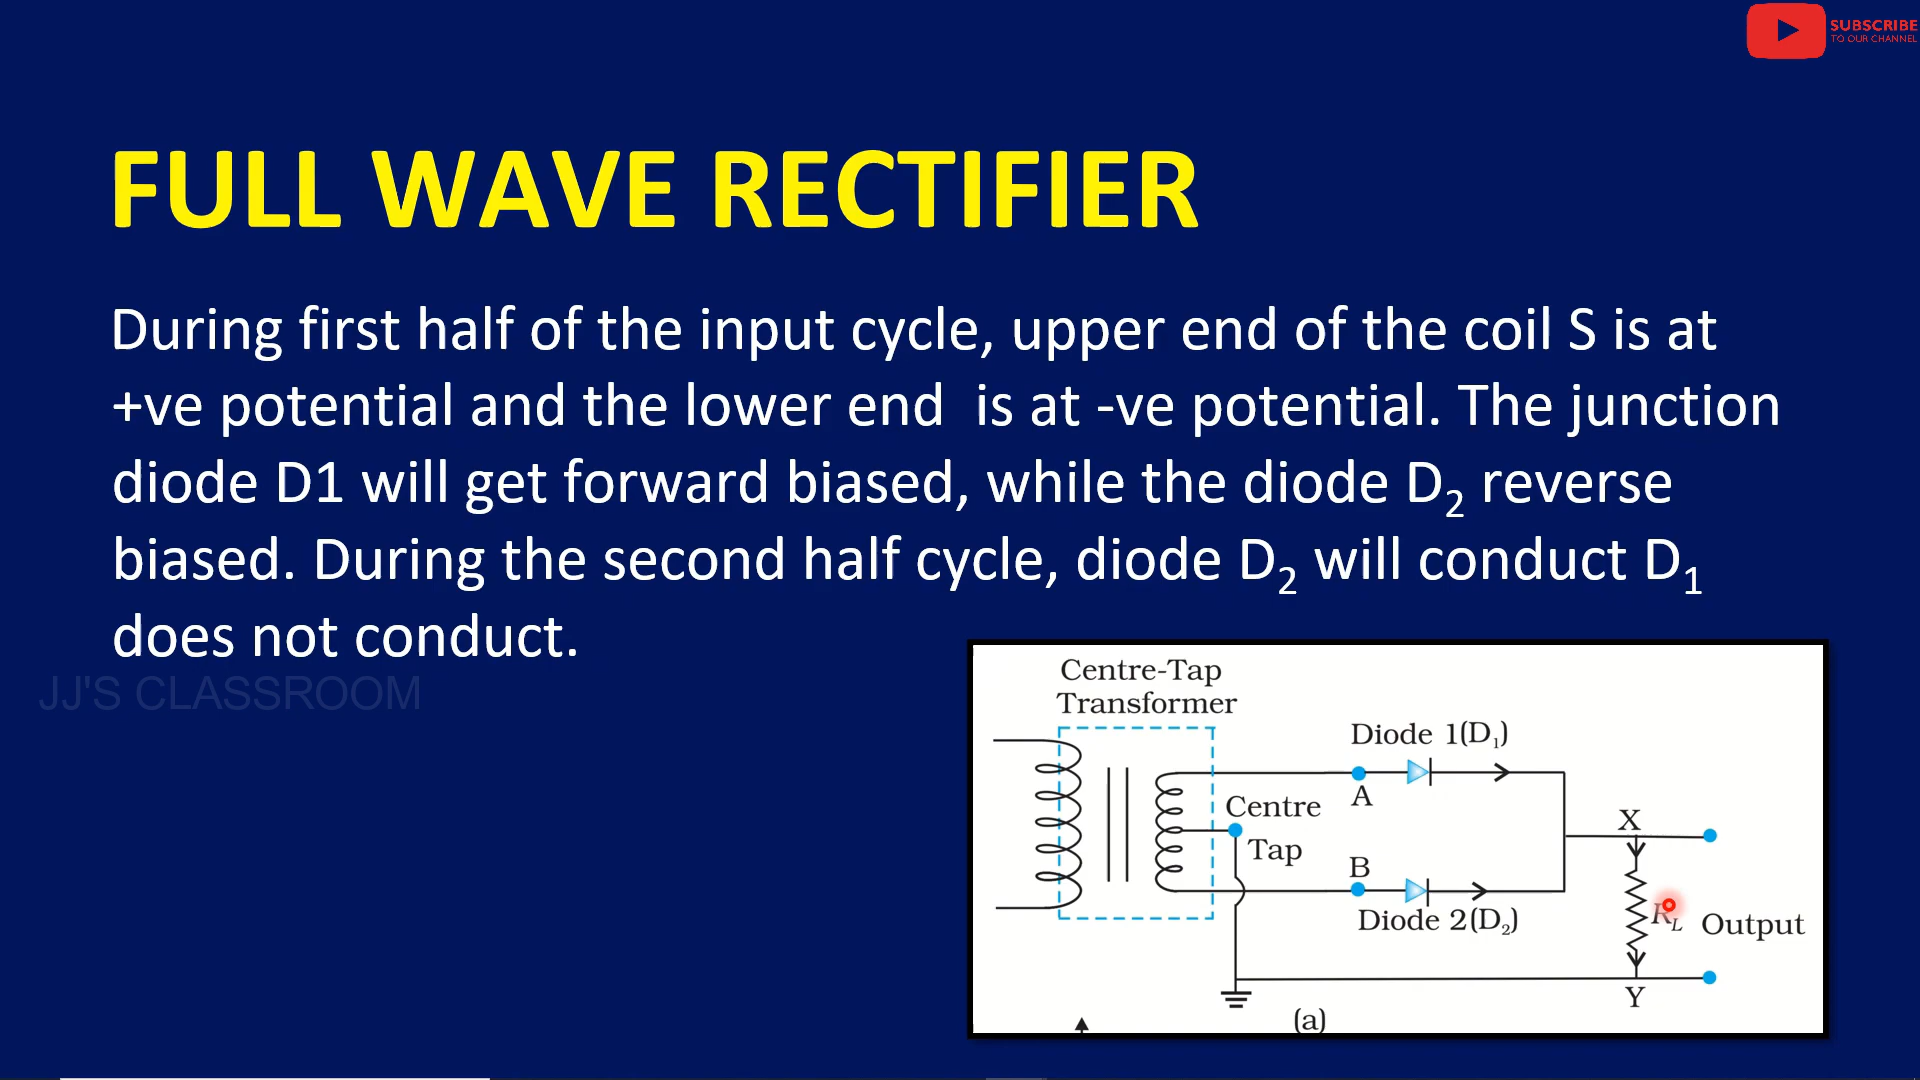 SUBSCRIBE
TO OUR CHANNEL
FULL WAVE RECTIFIER
During first half of the input cycle, upper end of the coil S is at
+ve potential and the lower end  is at -ve potential. The junction
diode D1 will get forward biased, while the diode D₂ reverse
biased. During the second half cycle, diode D₂ will conduct D₁
does not conduct.
JJ'S CLASSROOM
Centre-Tap
Transformer
Diode 1(D₁)
A
Centre
Tap
X
B
Diode 2(D₂)
R_L
Output
Y
(a)